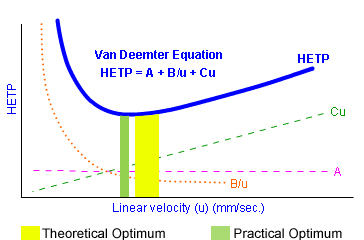 Van Deemter Equation
HETP = A + B/u + Cu
HETP
HETP
Cu
A
B/u
Linear velocity (u) (mm/sec.)
Theoretical Optimum
Practical Optimum